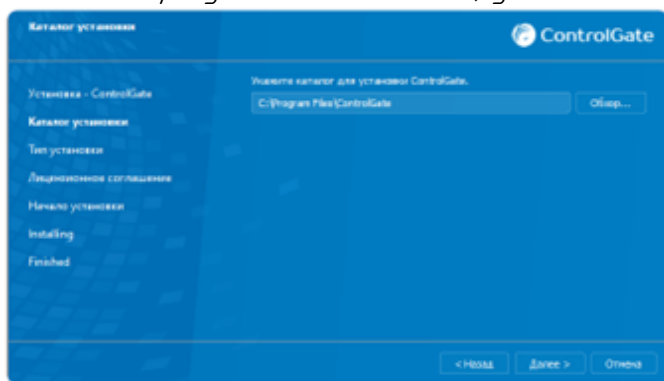 Каталог установки
ControlGate
Укажите каталог для установки ControlGate.
C:\Program Files\ControlGate
Обзор...
Установка - ControlGate
Каталог установки
Тип установки
Лицензионное соглашение
Начало установки
Installing
Finished
< Назад
Далее >
Отмена